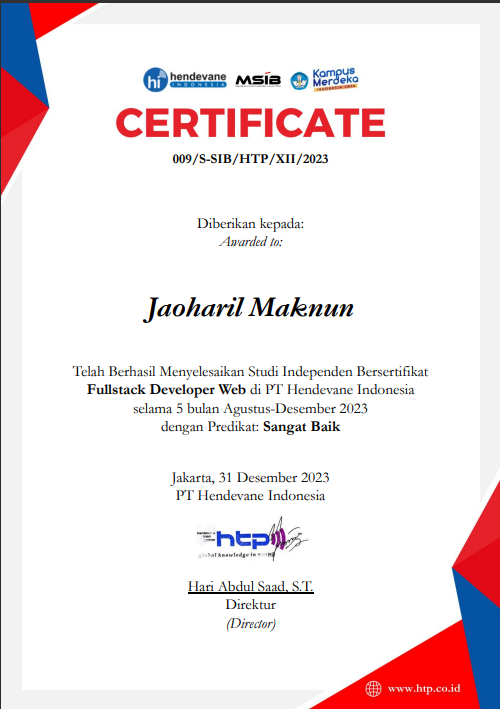 hi hendevane
INDONESIA
MSIB
Kampus
Merdeka
INDONESIA JAYA
CERTIFICATE
009/S-SIB/HTP/XII/2023
Diberikan kepada:
Awarded to:
Jaoharil Maknun
Telah Berhasil Menyelesaikan Studi Independen Bersertifikat
Fullstack Developer Web di PT Hendevane Indonesia
selama 5 bulan Agustus-Desember 2023
dengan Predikat: Sangat Baik
Jakarta, 31 Desember 2023
PT Hendevane Indonesia
htp
global knowledge in
Hari Abdul Saad, S.T.
Direktur
(Director)
www.htp.co.id